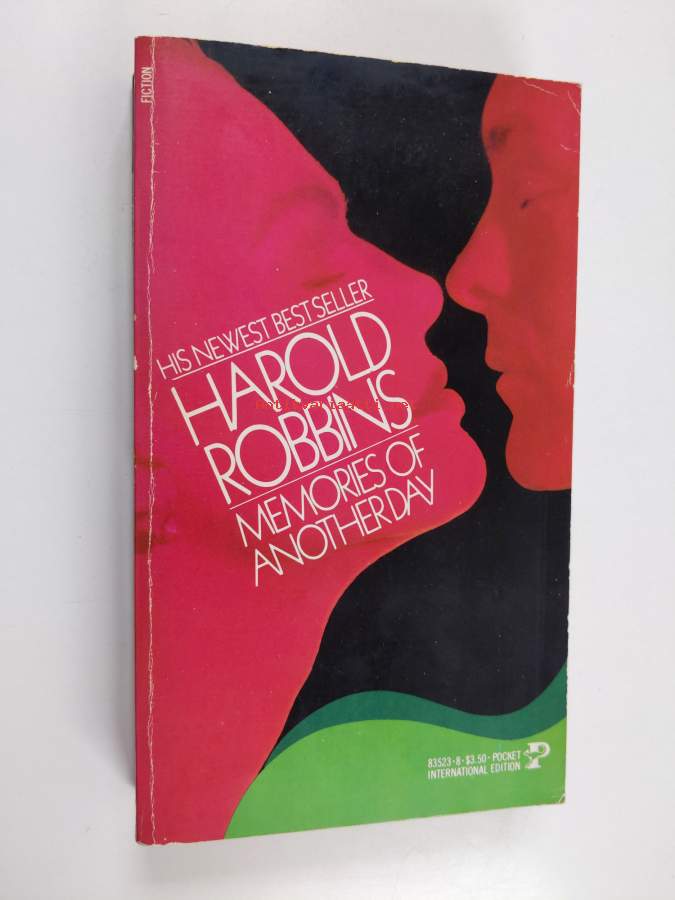 FICTION
HIS NEWEST BESTSELLER
HAROLD
ROBBINS
MEMORIES OF
ANOTHER DAY
83523·8·$3.50·POCKET
INTERNATIONAL EDITION